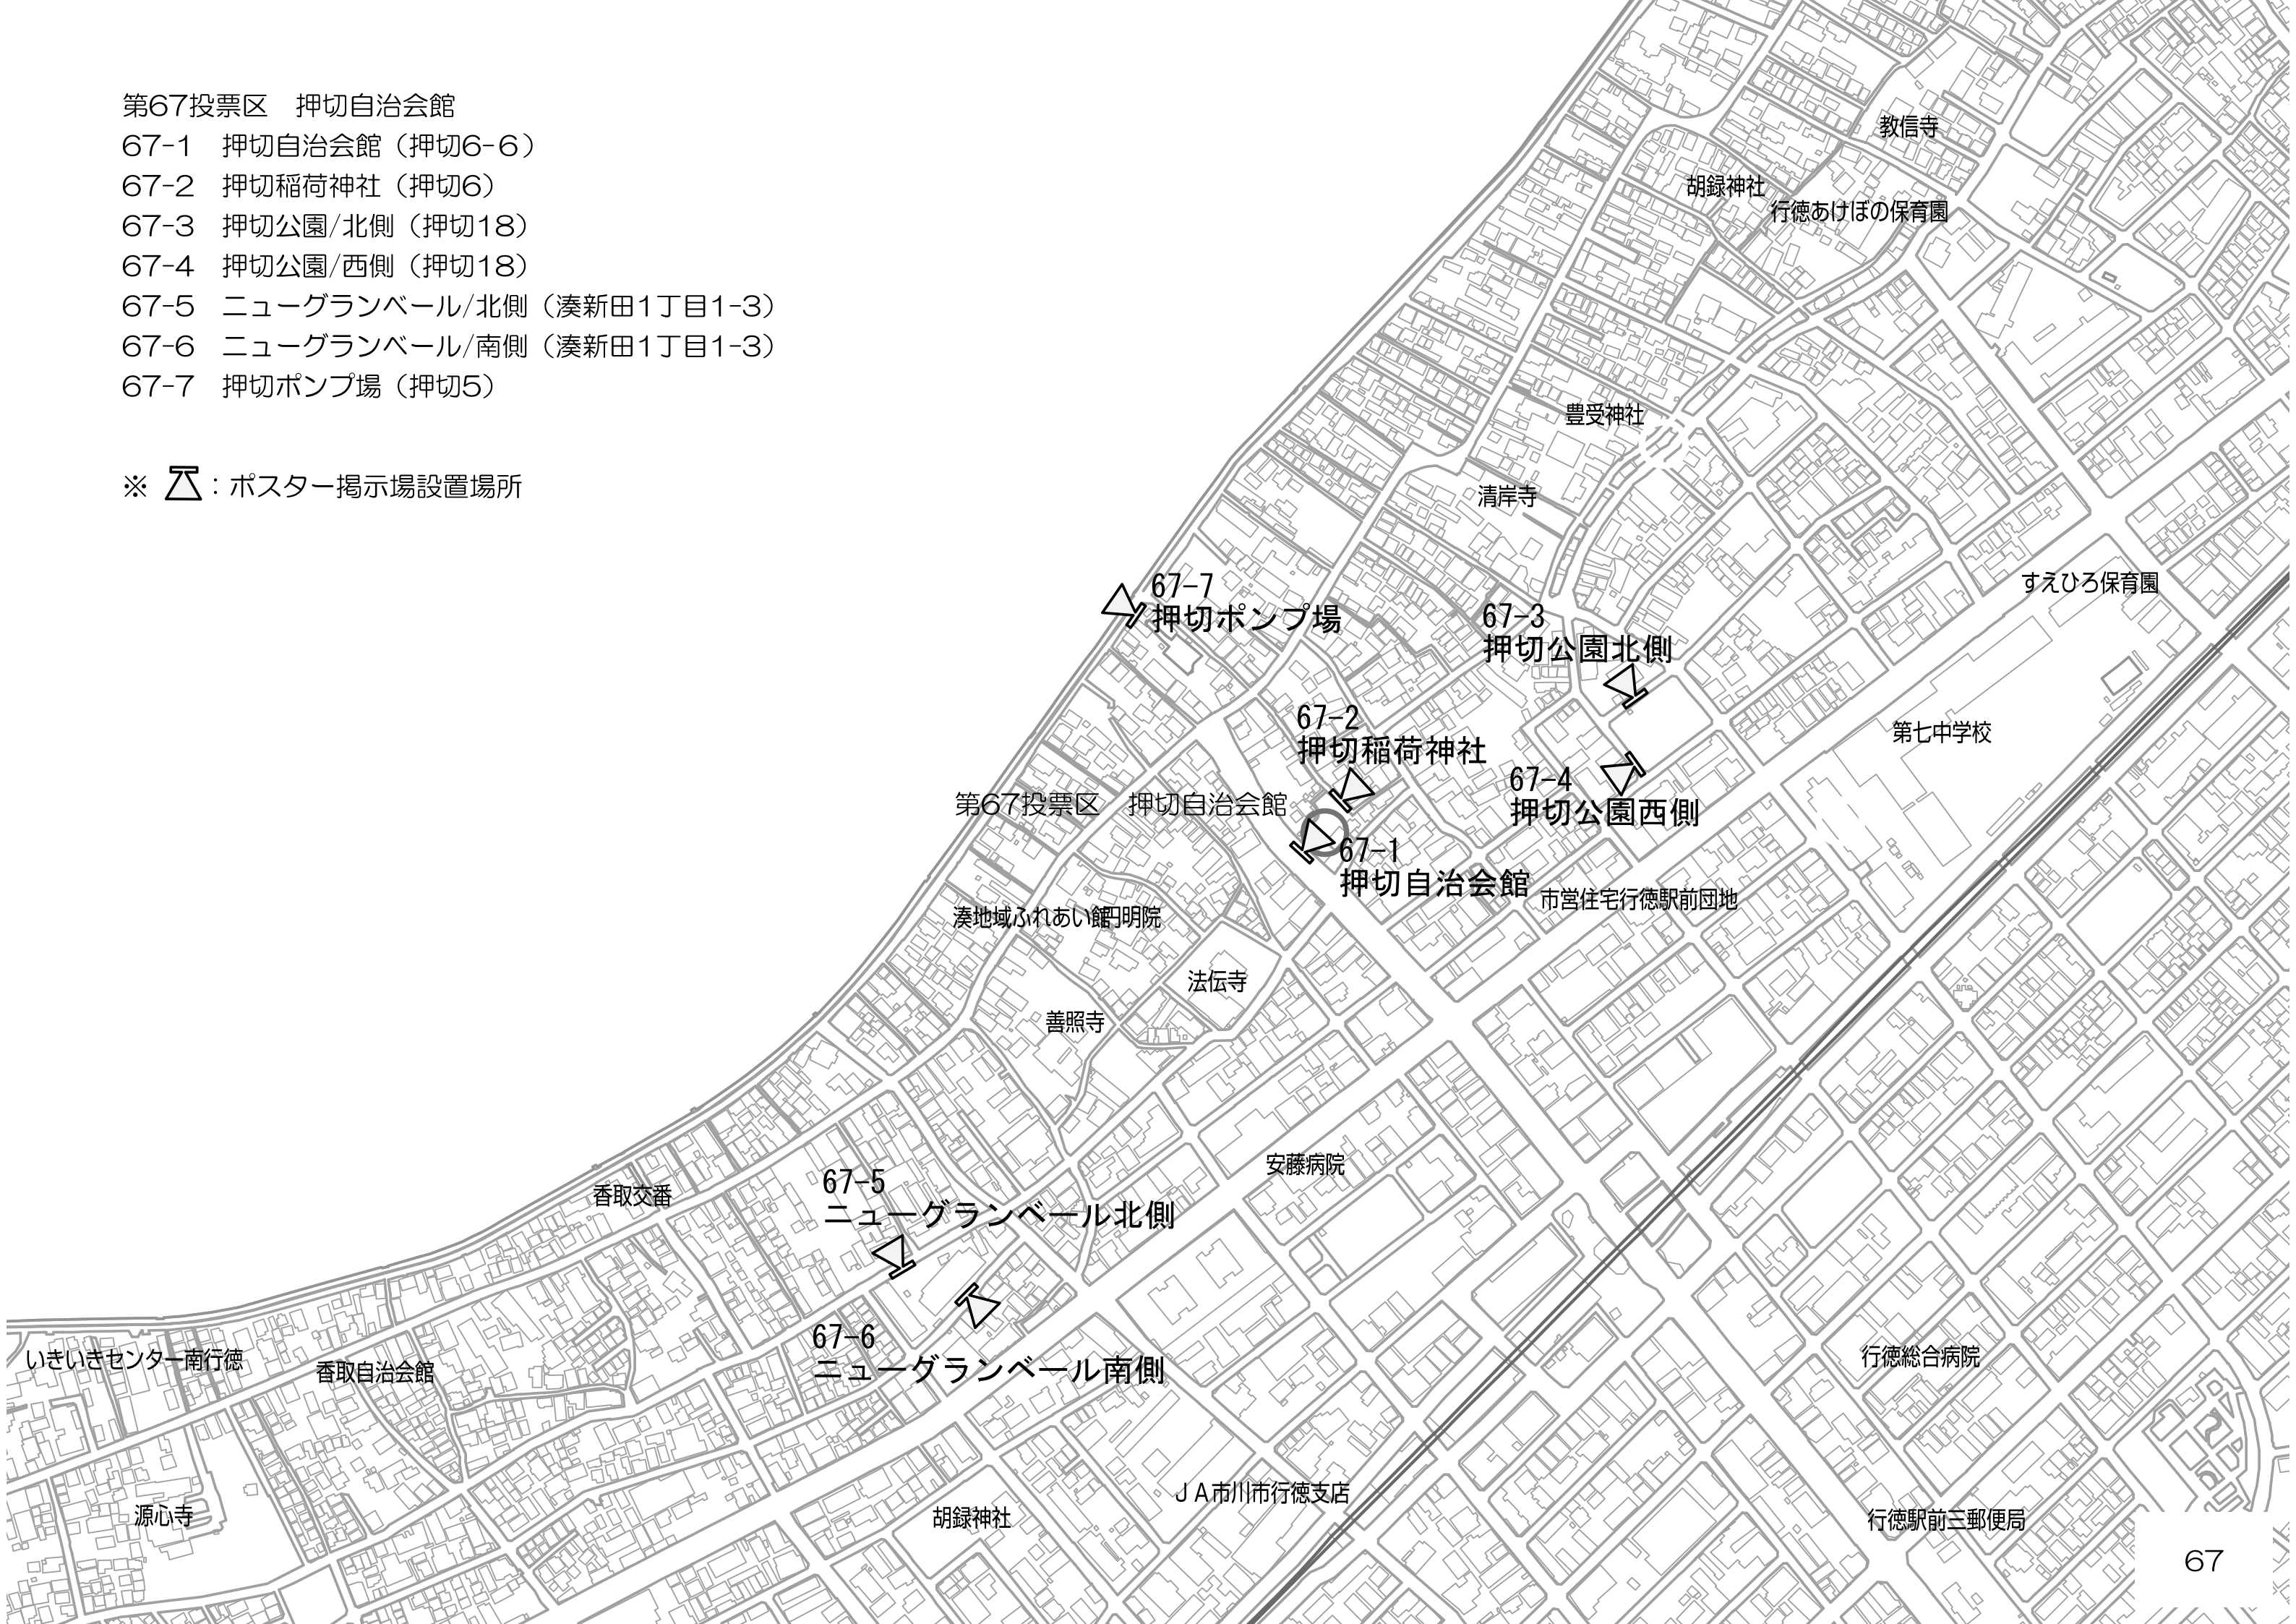 第67投票区　押切自治会館
67-1　押切自治会館（押切6-６）
67-2　押切稲荷神社（押切6）
67-3　押切公園/北側（押切18）
67-4　押切公園/西側（押切18）
67-5　ニューグランベール/北側（湊新田1丁目1-3）
67-6　ニューグランベール/南側（湊新田1丁目1-3）
67-7　押切ポンプ場（押切5）
※　：ポスター掲示場設置場所
教信寺
胡録神社
行徳あけぼの保育園
豊受神社
清岸寺
すえひろ保育園
67-7
押切ポンプ場
67-3
押切公園北側
67-2
押切稲荷神社
第七中学校
67-4
押切公園西側
第67投票区　押切自治会館
67-1
押切自治会館
市営住宅行徳駅前団地
湊地域ふれあい館
円明院
法伝寺
善照寺
安藤病院
香取交番
67-5
ニューグランベール北側
67-6
ニューグランベール南側
いきいきセンター南行徳
香取自治会館
行徳総合病院
源心寺
胡録神社
ＪＡ市川市行徳支店
行徳駅前三郵便局
67